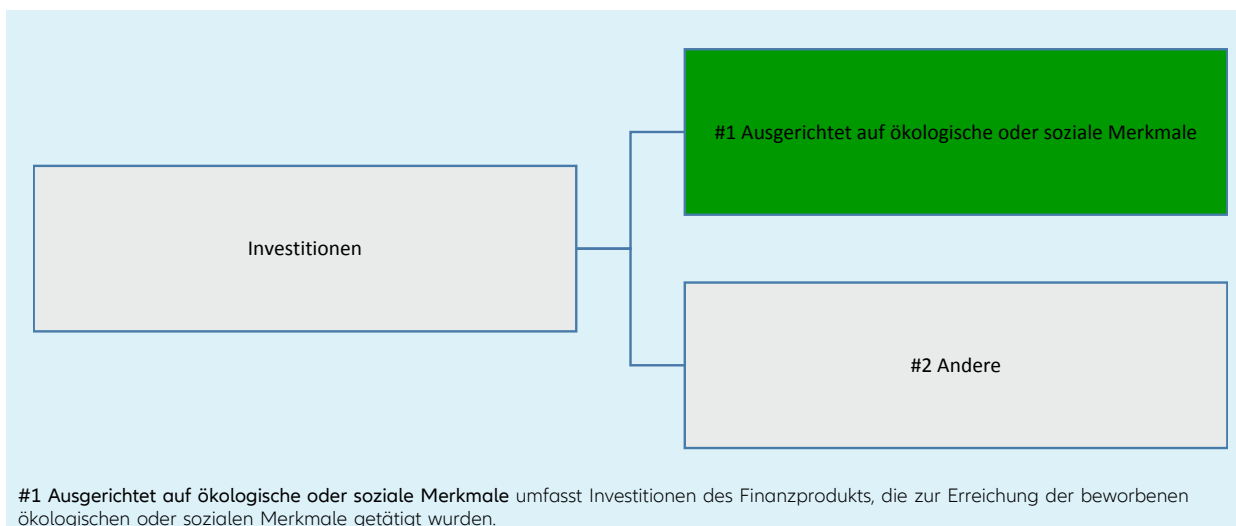 #1 Ausgerichtet auf ökologische oder soziale Merkmale
Investitionen
#2 Andere
#1 Ausgerichtet auf ökologische oder soziale Merkmale umfasst Investitionen des Finanzprodukts, die zur Erreichung der beworbenen
ökologischen oder sozialen Merkmale getätigt wurden.